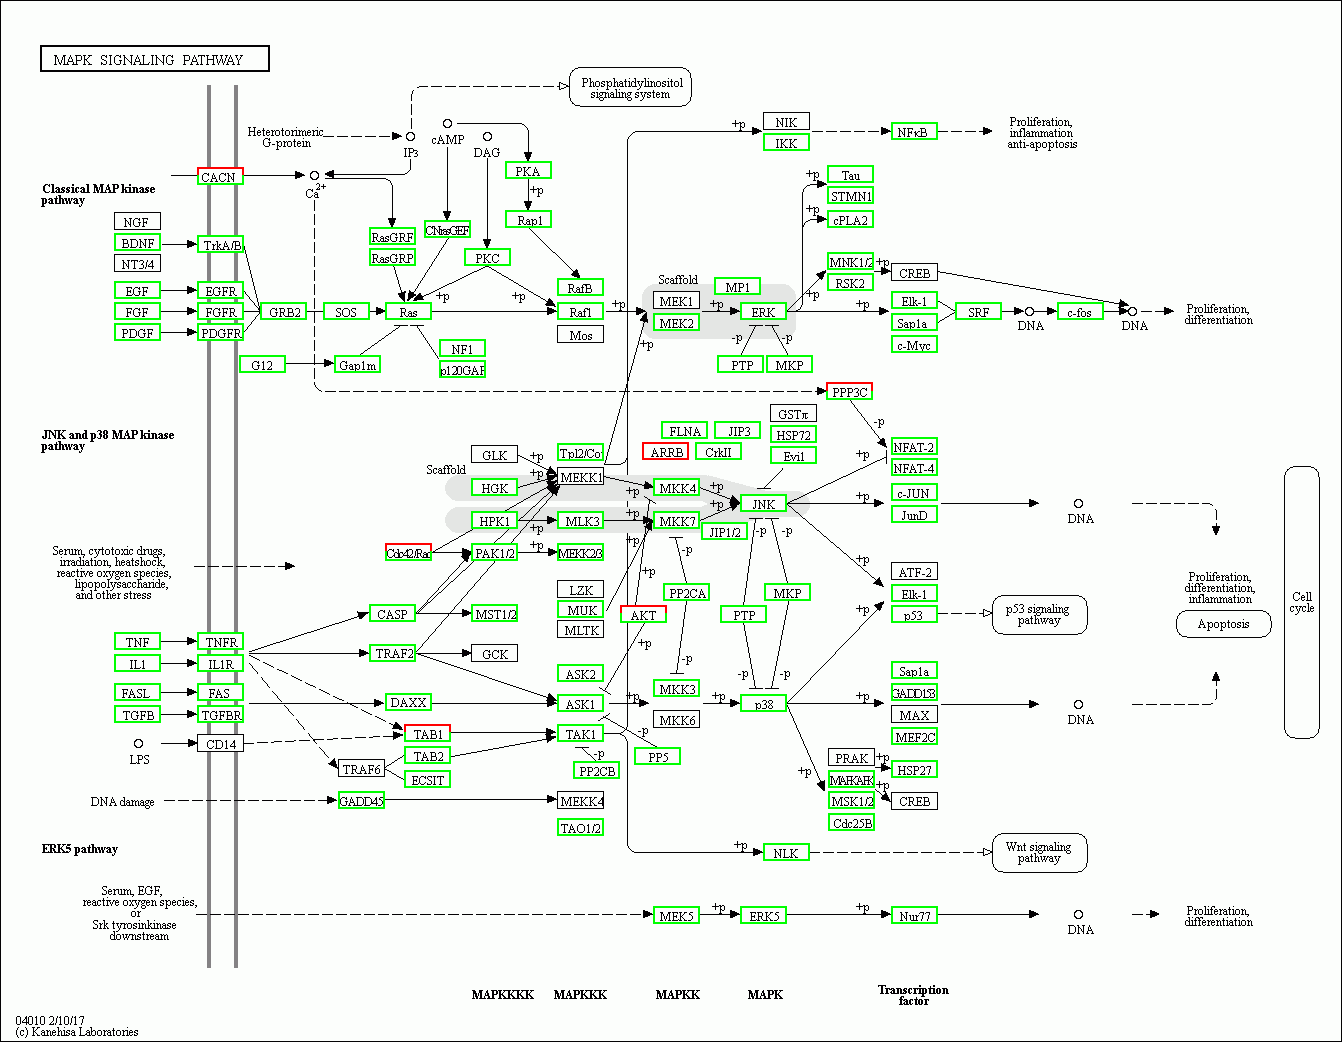 MAPK SIGNALING PATHWAY
Phosphatidylinositol
signaling system
Heterotorimeric
G-protein
IP3
cAMP
DAG
+p
NIK
IKK
NFκB
Proliferation,
inflammation
anti-apoptosis
CACN
Ca2+
PKA
+p
Classical MAP kinase
pathway
NGF
BDNF
NT3/4
TrkA/B
RasGRF
RasGRP
CNrasGEF
PKC
Rap1
+p
Tau
STMN1
+p
cPLA2
EGF
FGF
PDGF
EGFR
FGFR
PDGFR
GRB2
SOS
Ras
+p
+p
RafB
Raf1
Mos
+p
Scaffold
MEK1
MEK2
MP1
+p
ERK
+p
+p
MNK1/2
RSK2
+p
CREB
+p
Elk-1
Sap1a
c-Myc
SRF
DNA
c-fos
DNA
Proliferation,
differentiation
G12
Gap1m
NF1
p120GAP
+p
-p
-p
PTP
MKP
PPP3C
-p
JNK and p38 MAP kinase
pathway
GLK
+p
Tpl2/Cot
FLNA
JIP3
ARRB
CrkII
GSTπ
HSP72
Evi1
NFAT-2
NFAT-4
Scaffold
HGK
+p
+p
MEKK1
+p
MKK4
+p
JNK
+p
c-JUN
JunD
DNA
HPK1
+p
MLK3
MKK7
+p
JIP1/2
-p
-p
Cdc42/Rac
PAK1/2
+p
MEKK2/3
+p
-p
+p
Serum, cytotoxic drugs,
irradiation, heatshock,
reactive oxygen species,
lipopolysaccharide,
and other stress
LZK
MUK
MLTK
+p
PP2CA
AKT
PTP
MKP
ATF-2
Elk-1
p53
+p
p53 signaling
pathway
Proliferation,
differentiation,
inflammation
Apoptosis
Cell
cycle
CASP
MST1/2
TNF
IL1
TNFR
IL1R
TRAF2
GCK
ASK2
+p
-p
-p
-p
FASL
TGFB
FAS
TGFBR
DAXX
ASK1
+p
MKK3
MKK6
+p
p38
+p
Sap1a
GADD153
MAX
MEF2C
DNA
LPS
CD14
TAB1
TAB2
ECSIT
TRAF6
TAK1
-p
-p
PP2CB
PP5
+p
PRAK
MAPKAPK
MSK1/2
Cdc25B
+p
+p
HSP27
CREB
DNA damage
GADD45
MEKK4
TAO1/2
ERK5 pathway
+p
NLK
Wnt signaling
pathway
Serum, EGF,
reactive oxygen species,
or
Srk tyrosinkinase
downstream
MEK5
+p
ERK5
+p
Nur77
DNA
Proliferation,
differentiation
MAPKKKK
MAPKKK
MAPKK
MAPK
Transcription
factor
04010 2/10/17
(c) Kanehisa Laboratories